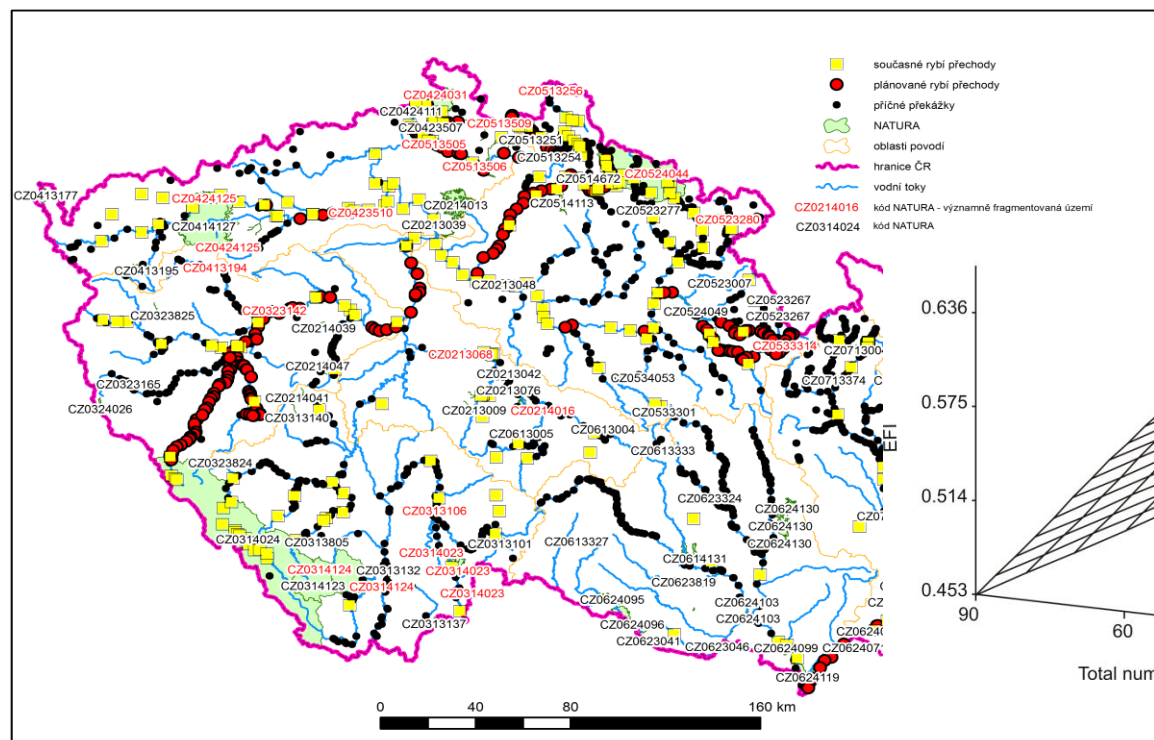 současné rybí přechody
plánované rybí přechody
příčné překážky
NATURA
oblasti povodí
hranice ČR
vodní toky
CZ0214016 kód NATURA - významně fragmentovaná území
CZ0314024 kód NATURA
CZ0424031
CZ0513256
CZ0424111
CZ0423507
CZ0513509
CZ0513505
CZ0513251
CZ0513254
CZ0513506
CZ0514672
CZ0524044
CZ0413177
CZ0424125
CZ0423510
CZ0214013
CZ0514113
CZ0523277
CZ0523280
CZ0414127
CZ0213039
CZ0424125
CZ0413195
CZ0413194
CZ0213048
CZ0523007
CZ0523267
CZ0523267
CZ0323825
CZ0323142
CZ0214039
CZ0524049
CZ0533314
CZ0713004
CZ0213068
CZ0323165
CZ0214047
CZ0213042
CZ0534053
CZ0713374
CZ0324026
CZ0214041
CZ0213076
CZ0213009
CZ0214016
CZ0533301
CZ0313140
CZ0613005
CZ0613004
CZ0613333
CZ0323824
CZ0623324
CZ0313106
CZ0624130
CZ0624130
CZ0624130
CZ0314024
CZ0313805
CZ0313101
CZ0613327
CZ0314023
CZ0614131
CZ0314124
CZ0313132
CZ0314023
CZ0623819
CZ0314123
CZ0314124
CZ0314023
CZ0624095
CZ0624103
CZ0624103
CZ0313137
CZ0624096
CZ0623041
CZ0623046
CZ0624099
CZ0624119
0 40 80 160 km
0.636
0.575
EFI
0.514
0.453
90
60
Total num